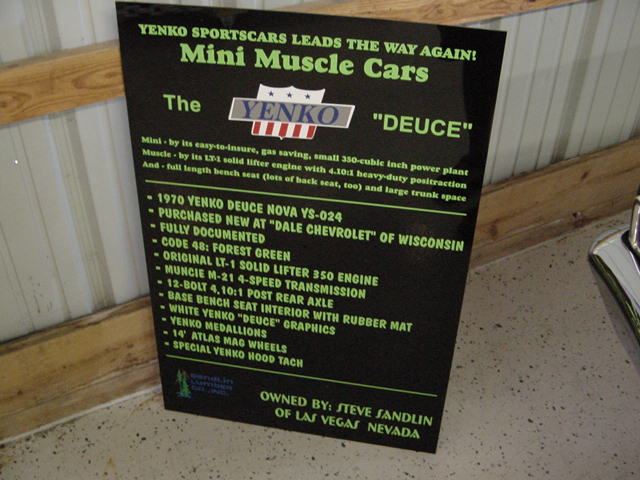 YENKO SPORTSCARS LEADS THE WAY AGAIN!
Mini Muscle Cars
The YENKO "DEUCE"
Mini - by its easy-to-insure, gas saving, small 350-cubic inch power plant
Muscle - by its LT-1 solid lifter engine with 4.10:1 heavy-duty positraction
And - full length bench seat (lots of back seat, too) and large trunk space
- 1970 YENKO DEUCE NOVA YS-024
- PURCHASED NEW AT "DALE CHEVROLET" OF WISCONSIN
- FULLY DOCUMENTED
- CODE 48: FOREST GREEN
- ORIGINAL LT-1 SOLID LIFTER 350 ENGINE
- MUNCIE M-21 4-SPEED TRANSMISSION
- 12-BOLT 4.10:1 POST REAR AXLE
- BASE BENCH SEAT INTERIOR WITH RUBBER MAT
- WHITE YENKO "DEUCE" GRAPHICS
- YENKO MEDALLIONS
- 14' ATLAS MAG WHEELS
- SPECIAL YENKO HOOD TACH
Sandlin
Lumber
Co., Inc.
OWNED BY: STEVE SANDLIN
OF LAS VEGAS NEVADA